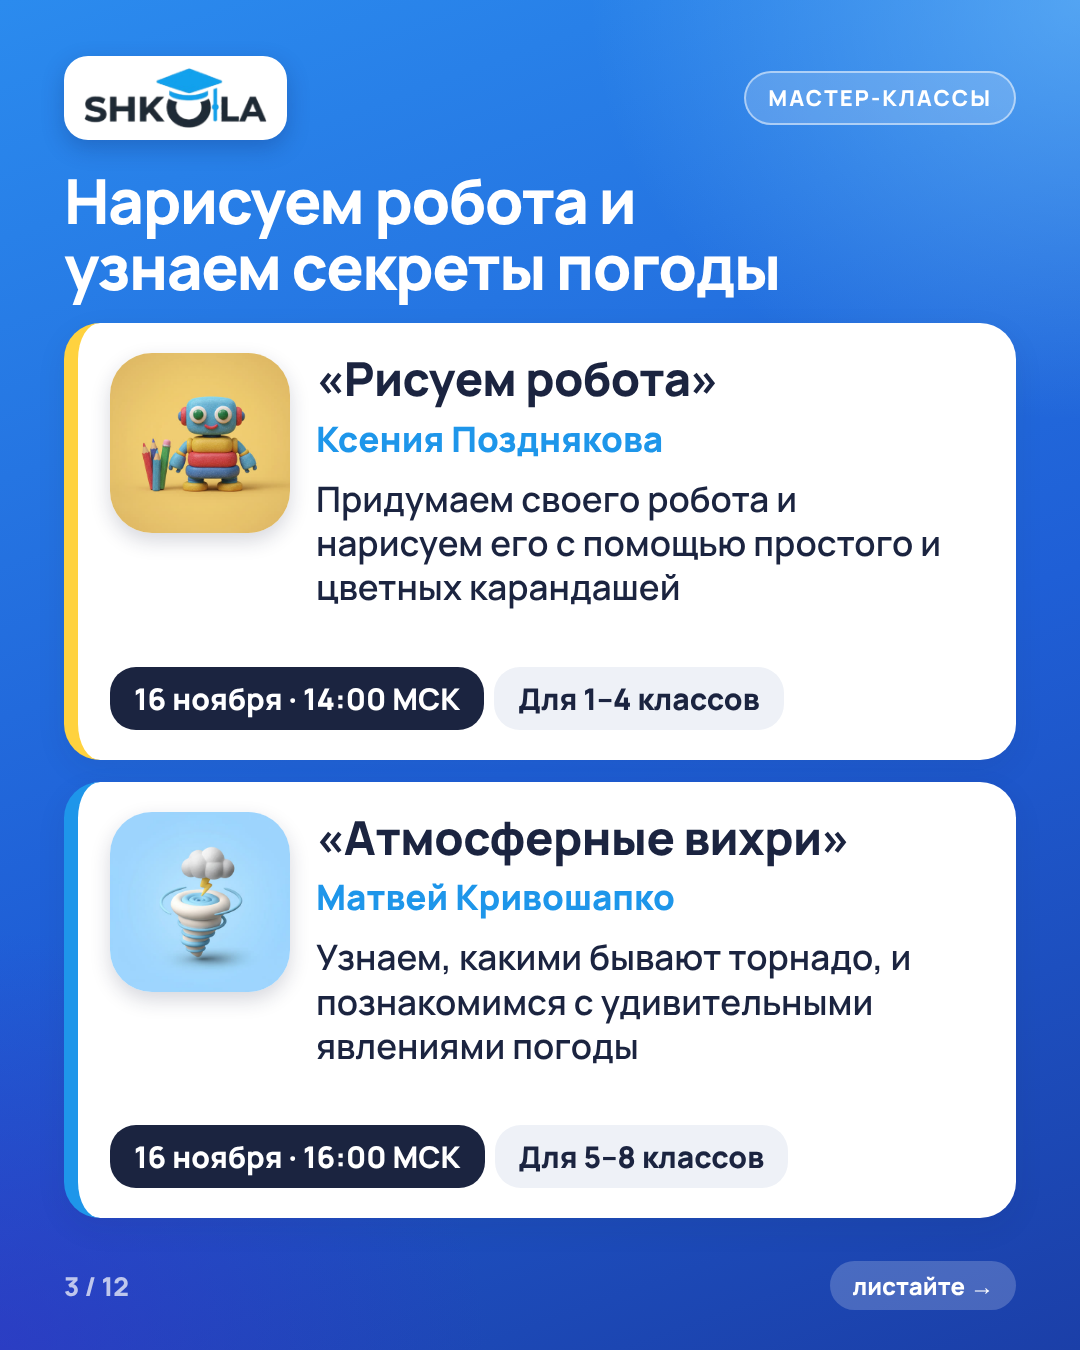 SHKOLA
МАСТЕР-КЛАССЫ
Нарисуем робота и
узнаем секреты погоды
«Рисуем робота»
Ксения Позднякова
Придумаем своего робота и
нарисуем его с помощью простого и
цветных карандашей
16 ноября · 14:00 МСК
Для 1–4 классов
«Атмосферные вихри»
Матвей Кривошапко
Узнаем, какими бывают торнадо, и
познакомимся с удивительными
явлениями погоды
16 ноября · 16:00 МСК
Для 5–8 классов
3 / 12
листайте →